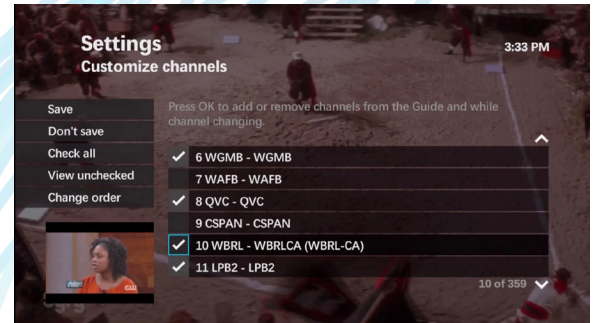 Settings
3:33 PM
Customize channels
Save
Don't save
Check all
View unchecked
Change order
Press OK to add or remove channels from the Guide and while
channel changing.
6 WGMB - WGMB
7 WAFB - WAFB
8 QVC - QVC
9 CSPAN - CSPAN
10 WBRL - WBRLCA (WBRL-CA)
11 LPB2 - LPB2
10 of 359
CW